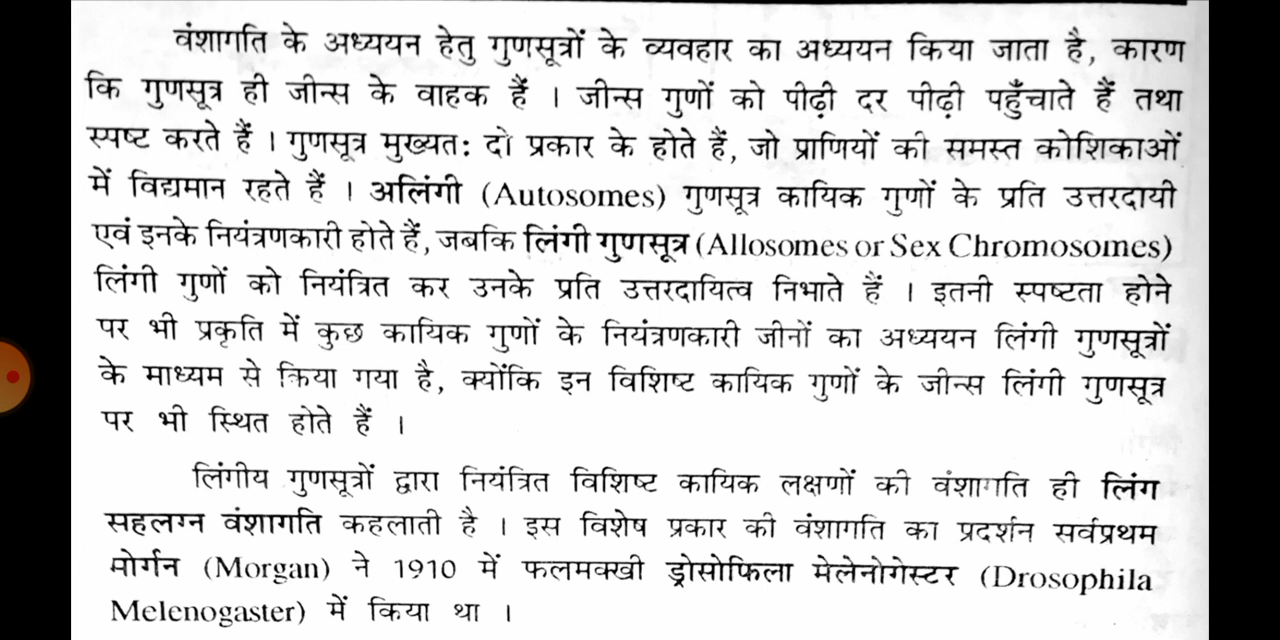 वंशागति के अध्ययन हेतु गुणसूत्रों के व्यवहार का अध्ययन किया जाता है, कारण
कि गुणसूत्र ही जीन्स के वाहक हैं । जीन्स गुणों को पीढ़ी दर पीढ़ी पहुँचाते हैं तथा
स्पष्ट करते हैं । गुणसूत्र मुख्यतः दो प्रकार के होते हैं, जो प्राणियों की समस्त कोशिकाओं
में विद्यमान रहते हैं । अलिंगी (Autosomes) गुणसूत्र कायिक गुणों के प्रति उत्तरदायी
एवं इनके नियंत्रणकारी होते हैं, जबकि लिंगी गुणसूत्र (Allosomes or Sex Chromosomes)
लिंगी गुणों को नियंत्रित कर उनके प्रति उत्तरदायित्व निभाते हैं । इतनी स्पष्टता होने
पर भी प्रकृति में कुछ कायिक गुणों के नियंत्रणकारी जीनों का अध्ययन लिंगी गुणसूत्रों
के माध्यम से किया गया है, क्योंकि इन विशिष्ट कायिक गुणों के जीन्स लिंगी गुणसूत्र
पर भी स्थित होते हैं ।
लिंगीय गुणसूत्रों द्वारा नियंत्रित विशिष्ट कायिक लक्षणों की वंशागति ही लिंग
सहलग्न वंशागति कहलाती है । इस विशेष प्रकार की वंशागति का प्रदर्शन सर्वप्रथम
मोर्गन (Morgan) ने 1910 में फलमक्खी ड्रोसोफिला मेलेनोगेस्टर (Drosophila
Melenogaster) में किया था ।